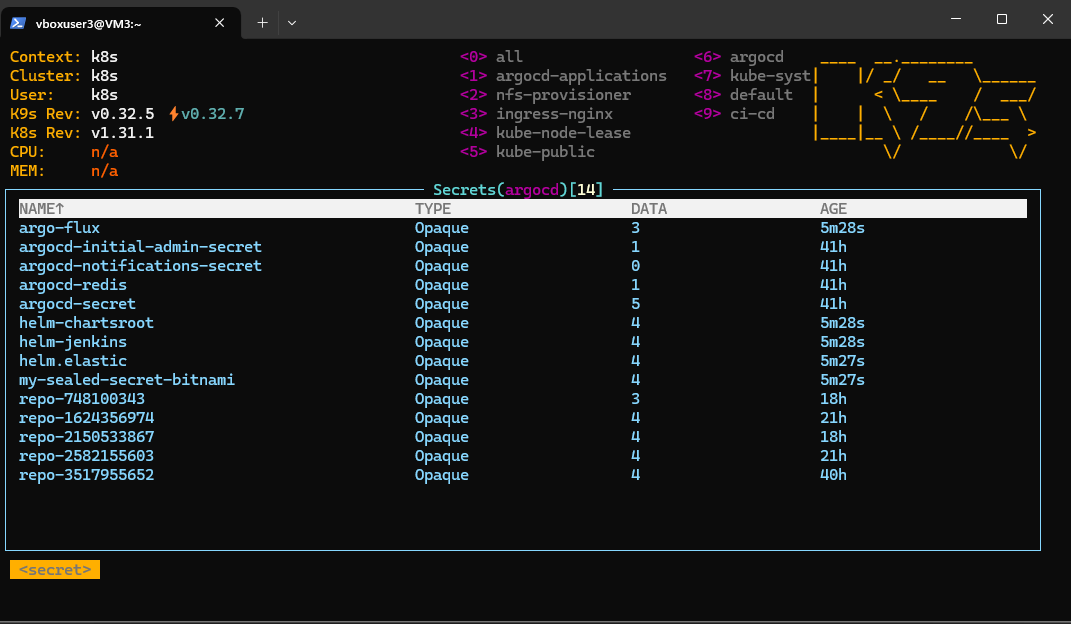 vboxuser3@VM3:~
Context: k8s <0> all <6> argocd
Cluster: k8s <1> argocd-applications <7> kube-syst
User: k8s <2> nfs-provisioner <8> default
K9s Rev: v0.32.5 ⚡v0.32.7 <3> ingress-nginx <9> ci-cd
K8s Rev: v1.31.1 <4> kube-node-lease
CPU: n/a <5> kube-public
MEM: n/a
Secrets(argocd)[14]
NAME↑ TYPE DATA AGE
argo-flux Opaque 3 5m28s
argocd-initial-admin-secret Opaque 1 41h
argocd-notifications-secret Opaque 0 41h
argocd-redis Opaque 1 41h
argocd-secret Opaque 5 41h
helm-chartsroot Opaque 4 5m28s
helm-jenkins Opaque 4 5m28s
helm.elastic Opaque 4 5m27s
my-sealed-secret-bitnami Opaque 4 5m27s
repo-748100343 Opaque 3 18h
repo-1624356974 Opaque 4 21h
repo-2150533867 Opaque 4 18h
repo-2582155603 Opaque 4 21h
repo-3517955652 Opaque 4 40h
<secret>